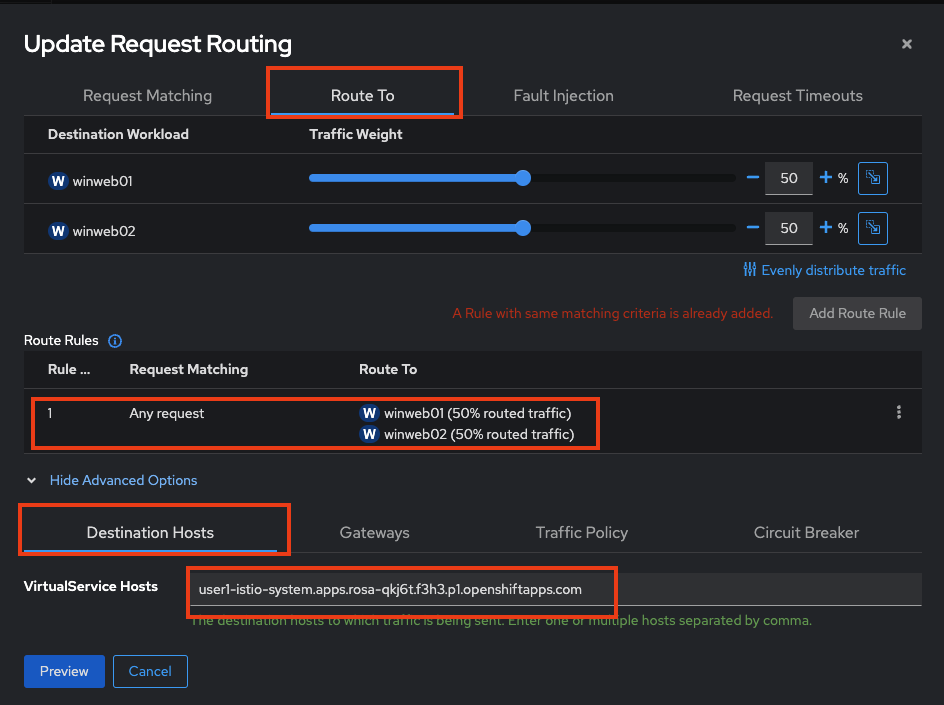 Update Request Routing
Request Matching Route To Fault Injection Request Timeouts
Destination Workload Traffic Weight
W winweb01 50 %
W winweb02 50 %
Evenly distribute traffic
A Rule with same matching criteria is already added. Add Route Rule
Route Rules
Rule ... Request Matching Route To
1 Any request W winweb01 (50% routed traffic)
W winweb02 (50% routed traffic)
Hide Advanced Options
Destination Hosts Gateways Traffic Policy Circuit Breaker
VirtualService Hosts user1-istio-system.apps.rosa-qkj6t.f3h3.p1.openshiftapps.com
The destination hosts to which traffic is being sent. Enter one or multiple hosts separated by comma.
Preview Cancel